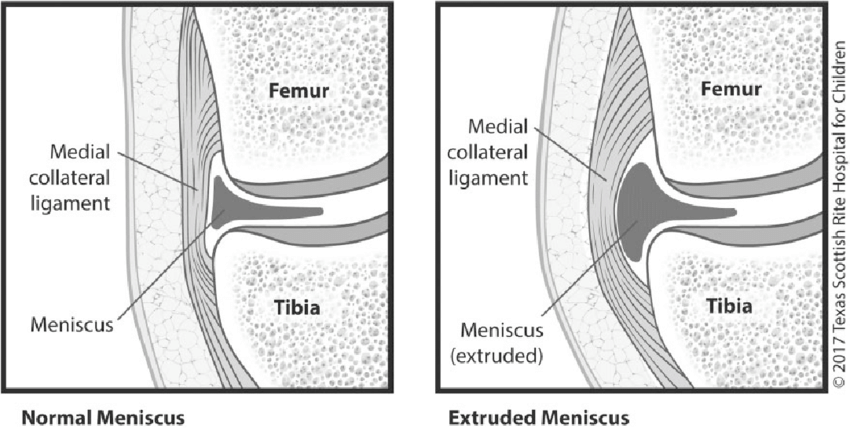 Femur
Medial
collateral
ligament
Meniscus
Tibia
Normal Meniscus
Femur
Medial
collateral
ligament
Meniscus
(extruded)
Tibia
Extruded Meniscus
© 2017 Texas Scottish Rite Hospital for Children